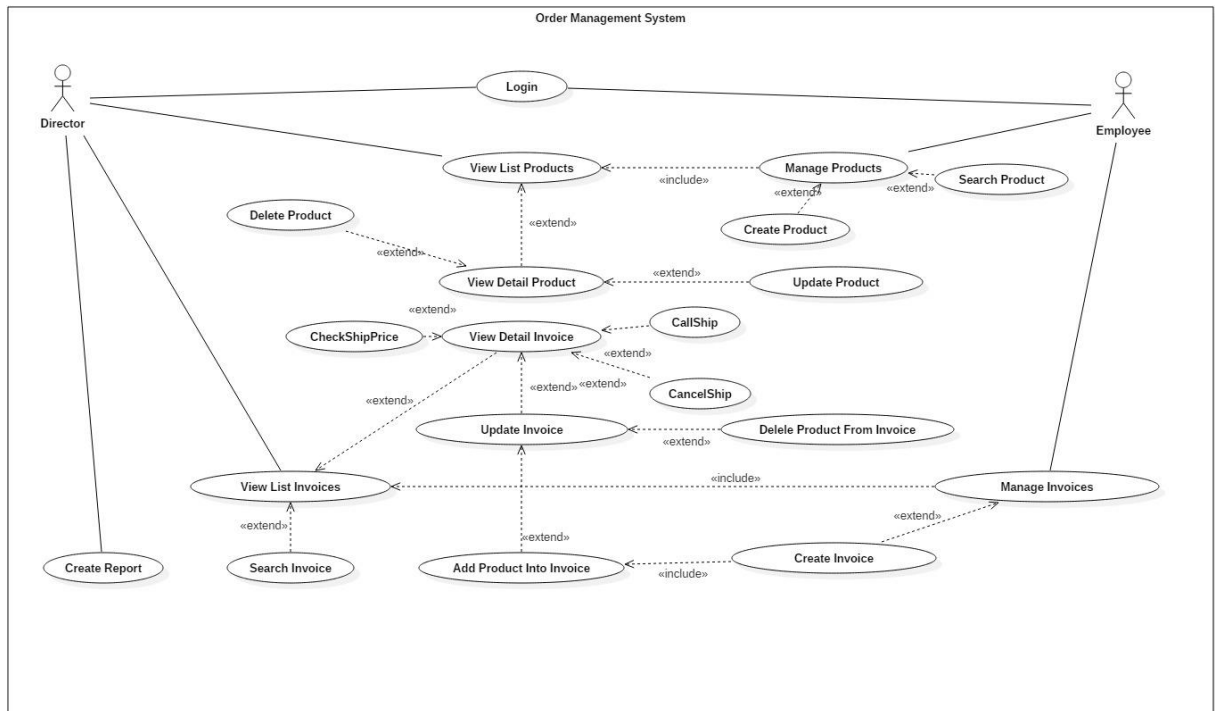 Order Management System
Login
Director
Employee
View List Products
«include»
Manage Products
«extend»
Search Product
«extend»
Delete Product
«extend»
Create Product
«extend»
View Detail Product
«extend»
Update Product
«extend»
CheckShipPrice
View Detail Invoice
CallShip
«extend»
«extend»
«extend»
CancelShip
«extend»
Update Invoice
Delele Product From Invoice
«extend»
View List Invoices
«include»
Manage Invoices
«extend»
«extend»
«extend»
Create Report
Search Invoice
Add Product Into Invoice
«include»
Create Invoice